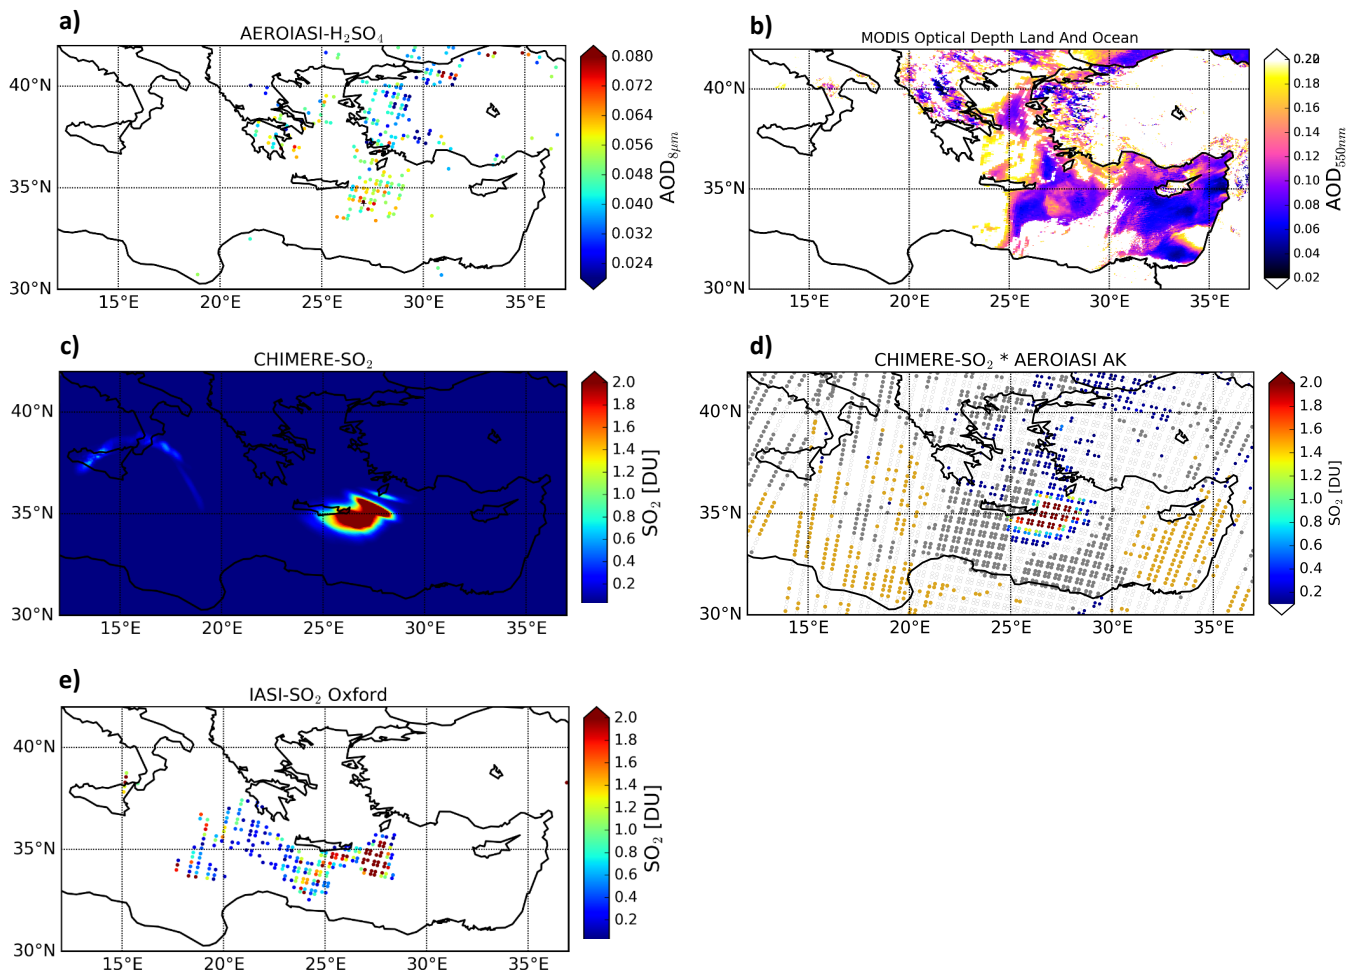 a)
AEROIASI-H₂SO₄
40°N
35°N
30°N
15°E 20°E 25°E 30°E 35°E
0.080
0.072
0.064
0.056
0.048
0.040
0.032
0.024
AOD₈μm
b)
MODIS Optical Depth Land And Ocean
40°N
35°N
30°N
20°E 25°E 30°E 35°E
0.20
0.18
0.16
0.14
0.12
0.10
0.08
0.06
0.04
0.02
AOD₅₅₀nm
c)
CHIMERE-SO₂
40°N
35°N
30°N
15°E 20°E 25°E 30°E 35°E
2.0
1.8
1.6
1.4
1.2
1.0
0.8
0.6
0.4
0.2
SO₂ [DU]
d)
CHIMERE-SO₂ * AEROIASI AK
40°N
35°N
30°N
15°E 20°E 25°E 30°E 35°E
2.0
1.8
1.6
1.4
1.2
1.0
0.8
0.6
0.4
0.2
SO₂ [DU]
e)
IASI-SO₂ Oxford
40°N
35°N
30°N
15°E 20°E 25°E 30°E 35°E
2.0
1.8
1.6
1.4
1.2
1.0
0.8
0.6
0.4
0.2
SO₂ [DU]